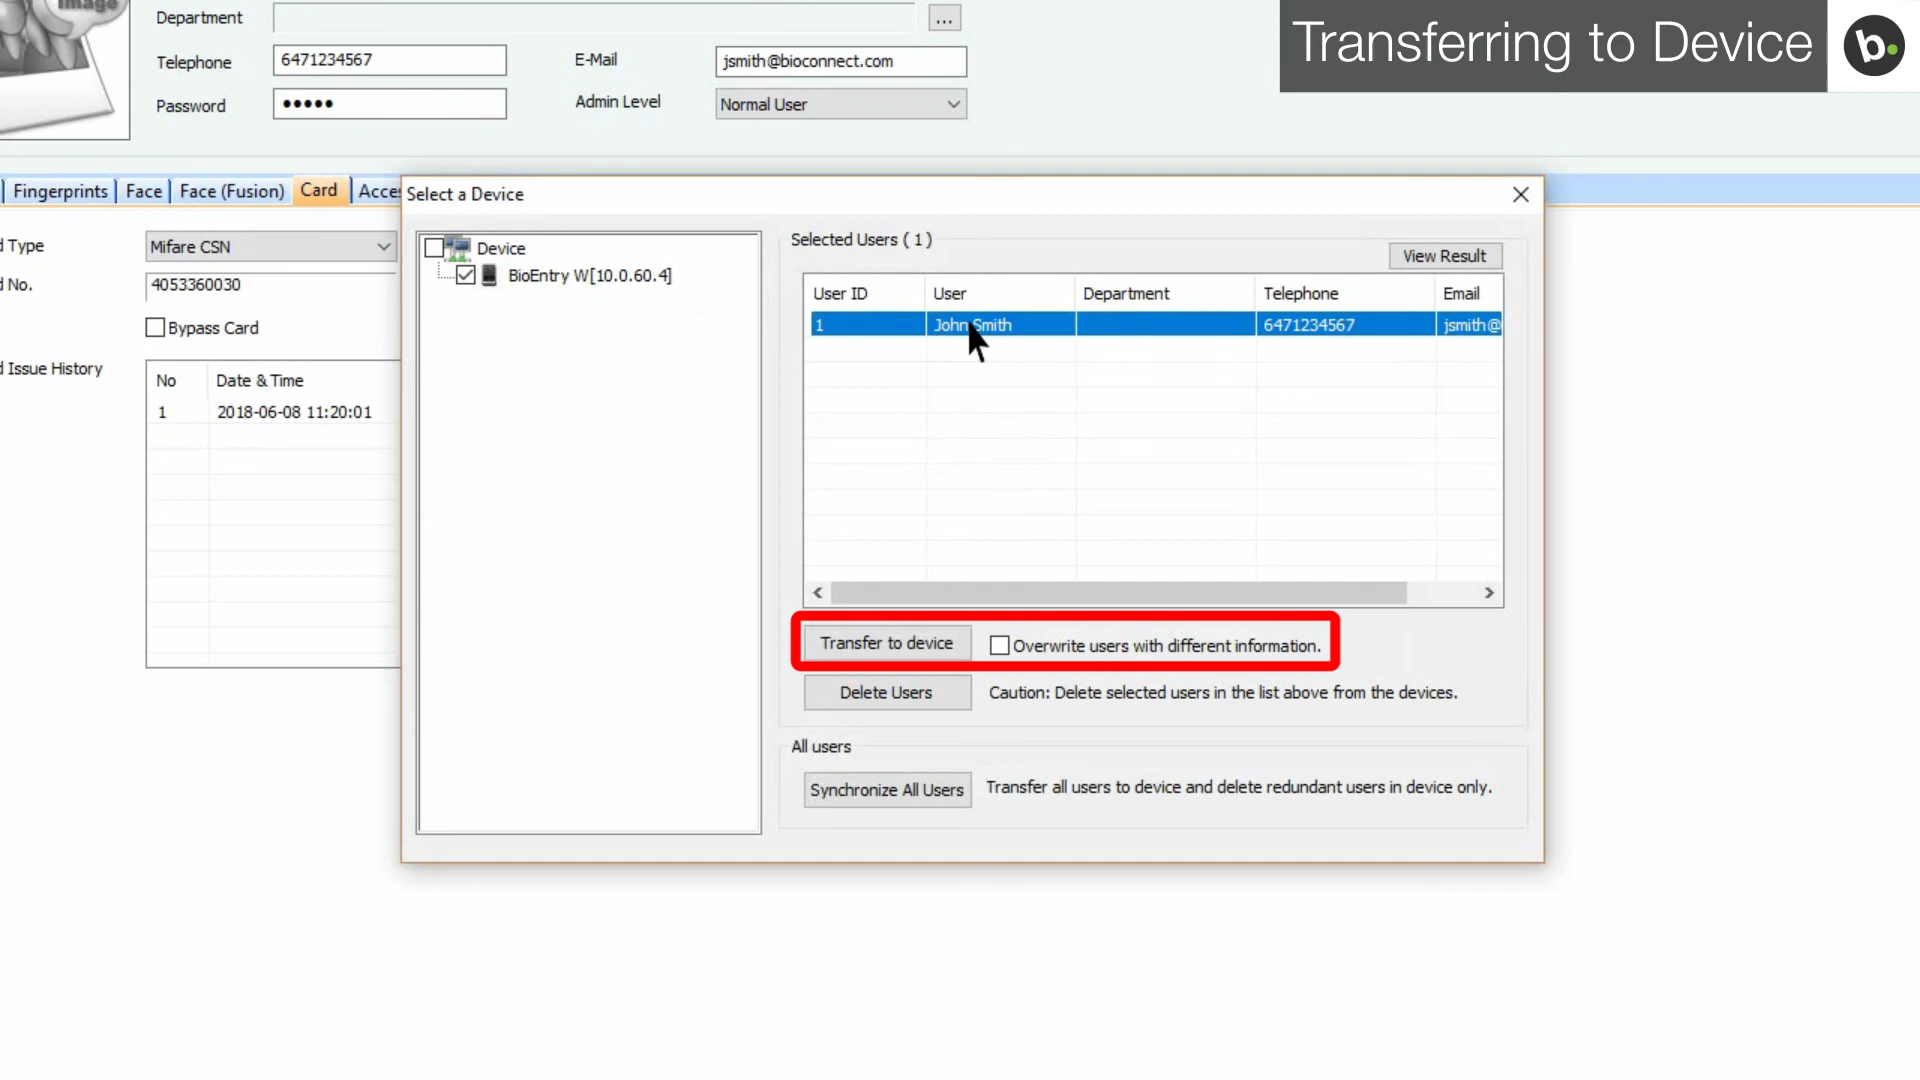 Image
Department
...
Transferring to Device
b.
Telephone
6471234567
E-Mail
jsmith@bioconnect.com
Password
•••••
Admin Level
Normal User
Fingerprints
Face
Face (Fusion)
Card
Acces
Select a Device
d Type
Mifare CSN
d No.
4053360030
Bypass Card
d Issue History
No
Date & Time
1
2018-06-08 11:20:01
Device
BioEntry W[10.0.60.4]
Selected Users ( 1 )
View Result
User ID
User
Department
Telephone
Email
1
John Smith
6471234567
jsmith@
Transfer to device
Overwrite users with different information.
Delete Users
Caution: Delete selected users in the list above from the devices.
All users
Synchronize All Users
Transfer all users to device and delete redundant users in device only.